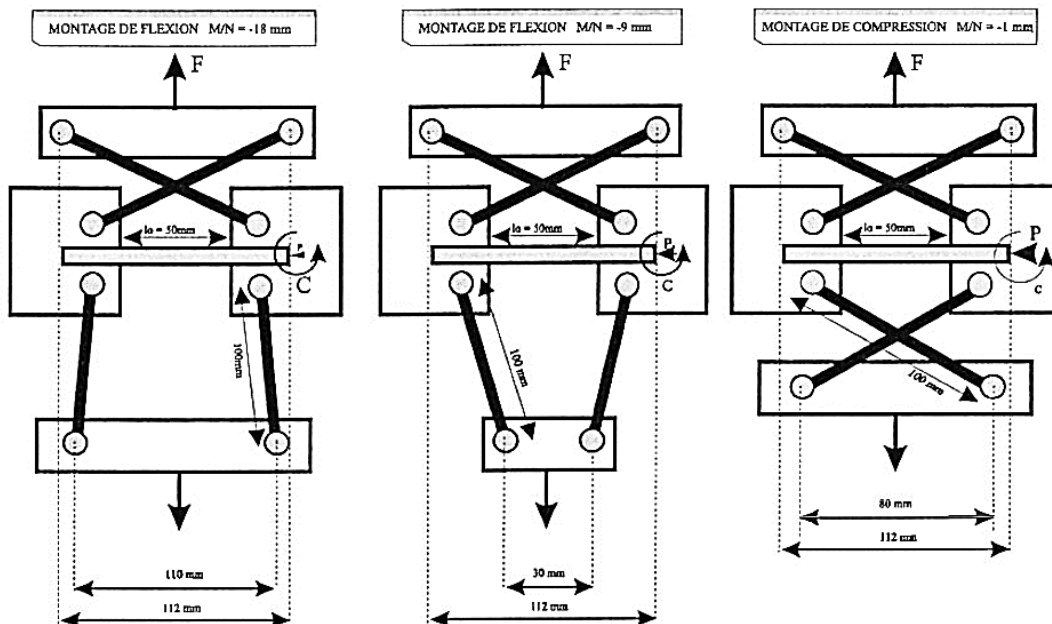 MONTAGE DE FLEXION M/N = -18 mm
F
lo = 50mm
P
C
100mm
110 mm
112 mm
MONTAGE DE FLEXION M/N = -9 mm
F
lo = 50mm
P
C
100 mm
30 mm
112 mm
MONTAGE DE COMPRESSION M/N = -1 mm
F
lo = 50mm
P
c
100 mm
80 mm
112 mm